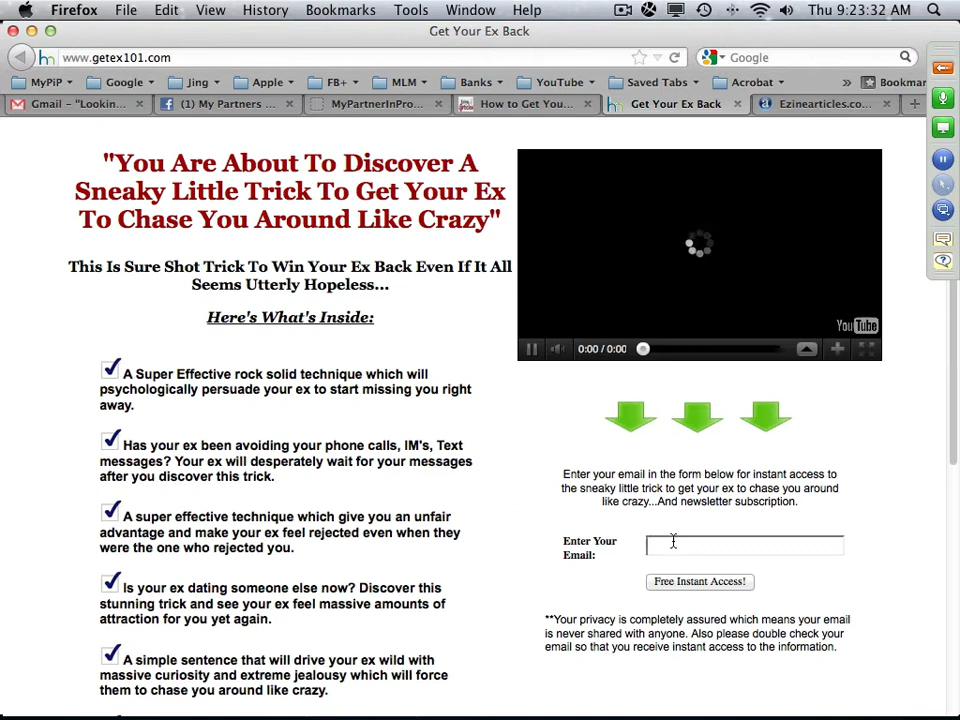 Firefox File Edit View History Bookmarks Tools Window Help Thu 9:23:32 AM
Get Your Ex Back
www.getex101.com
Google
MyPiP Google Jing Apple FB+ MLM Banks YouTube Saved Tabs Acrobat » Bookmar
Gmail - "Lookin... (1) My Partners ... MyPartnerInPro... How to Get You... Get Your Ex Back Ezinearticles.co...
"You Are About To Discover A
Sneaky Little Trick To Get Your Ex
To Chase You Around Like Crazy"
This Is Sure Shot Trick To Win Your Ex Back Even If It All
Seems Utterly Hopeless...
Here's What's Inside:
A Super Effective rock solid technique which will
psychologically persuade your ex to start missing you right
away.
Has your ex been avoiding your phone calls, IM's, Text
messages? Your ex will desperately wait for your messages
after you discover this trick.
A super effective technique which give you an unfair
advantage and make your ex feel rejected even when they
were the one who rejected you.
Is your ex dating someone else now? Discover this
stunning trick and see your ex feel massive amounts of
attraction for you yet again.
A simple sentence that will drive your ex wild with
massive curiosity and extreme jealousy which will force
them to chase you around like crazy.
YouTube
0:00 / 0:00
Enter your email in the form below for instant access to
the sneaky little trick to get your ex to chase you around
like crazy...And newsletter subscription.
Enter Your
Email:
Free Instant Access!
**Your privacy is completely assured which means your email
is never shared with anyone. Also please double check your
email so that you receive instant access to the information.